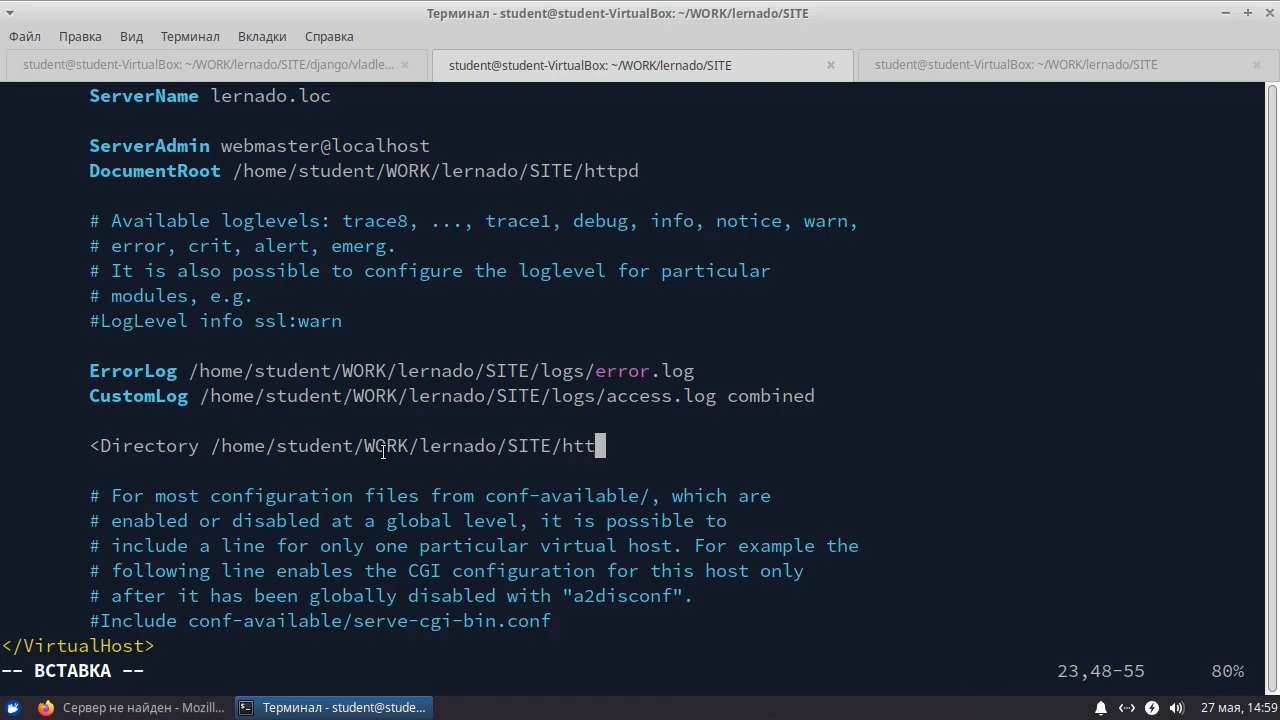 Терминал - student@student-VirtualBox: ~/WORK/lernado/SITE
Файл Правка Вид Терминал Вкладки Справка
student@student-VirtualBox: ~/WORK/lernado/SITE/django/vladle... student@student-VirtualBox: ~/WORK/lernado/SITE student@student-VirtualBox: ~/WORK/lernado/SITE
ServerName lernado.loc
ServerAdmin webmaster@localhost
DocumentRoot /home/student/WORK/lernado/SITE/httpd
# Available loglevels: trace8, ..., trace1, debug, info, notice, warn,
# error, crit, alert, emerg.
# It is also possible to configure the loglevel for particular
# modules, e.g.
#LogLevel info ssl:warn
ErrorLog /home/student/WORK/lernado/SITE/logs/error.log
CustomLog /home/student/WORK/lernado/SITE/logs/access.log combined
<Directory /home/student/WORK/lernado/SITE/htt
# For most configuration files from conf-available/, which are
# enabled or disabled at a global level, it is possible to
# include a line for only one particular virtual host. For example the
# following line enables the CGI configuration for this host only
# after it has been globally disabled with "a2disconf".
#Include conf-available/serve-cgi-bin.conf
</VirtualHost>
-- ВСТАВКА -- 23,48-55 80%
Сервер не найден - Mozill... Терминал - student@stude... 27 мая, 14:59